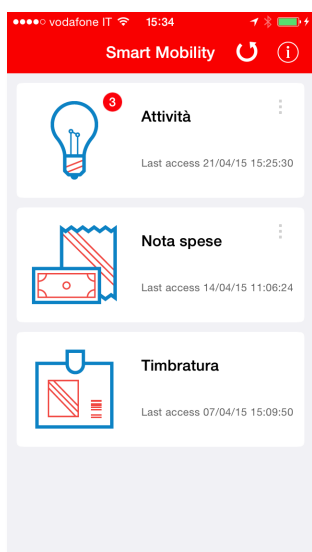 vodafone IT 15:34
Smart Mobility
3
Attività
Last access 21/04/15 15:25:30
Nota spese
Last access 14/04/15 11:06:24
Timbratura
Last access 07/04/15 15:09:50